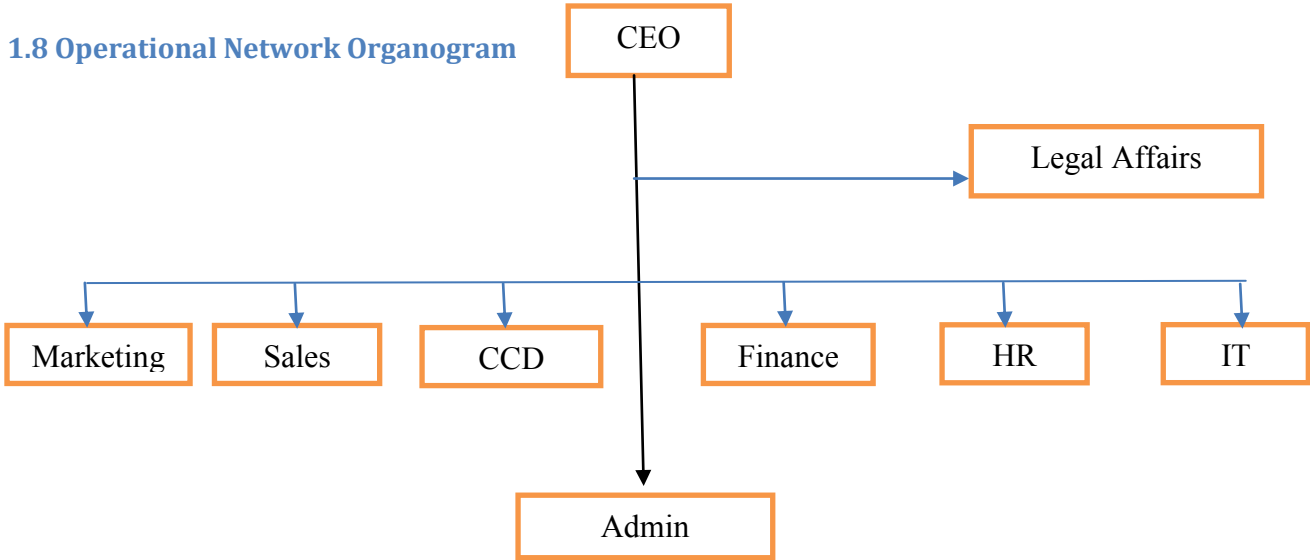 CEO
1.8 Operational Network Organogram
Legal Affairs
Marketing
Sales
CCD
Finance
HR
IT
Admin